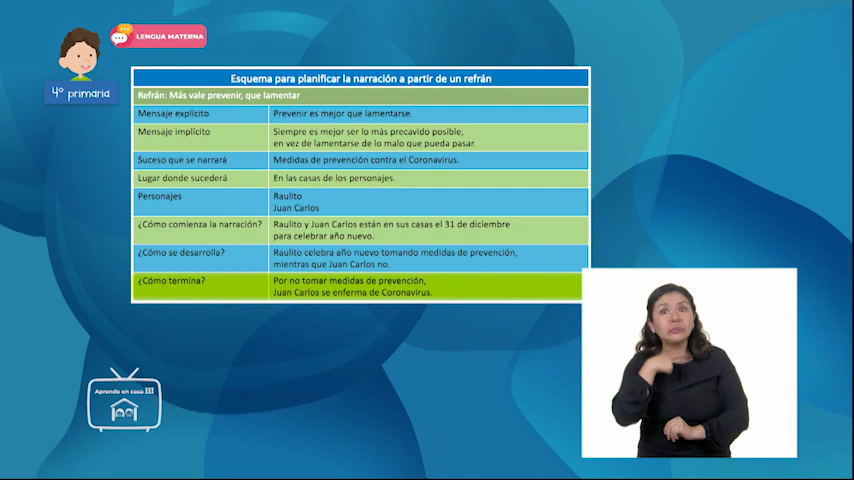 LENGUA MATERNA
4º primaria
Esquema para planificar la narración a partir de un refrán
Refrán: Más vale prevenir, que lamentar
Mensaje explícito
Prevenir es mejor que lamentarse.
Mensaje implícito
Siempre es mejor ser lo más precavido posible,
en vez de lamentarse de lo malo que pueda pasar.
Suceso que se narrará
Medidas de prevención contra el Coronavirus.
Lugar donde sucederá
En las casas de los personajes.
Personajes
Raulito
Juan Carlos
¿Cómo comienza la narración?
Raulito y Juan Carlos están en sus casas el 31 de diciembre
para celebrar año nuevo.
¿Cómo se desarrolla?
Raulito celebra año nuevo tomando medidas de prevención,
mientras que Juan Carlos no.
¿Cómo termina?
Por no tomar medidas de prevención,
Juan Carlos se enferma de Coronavirus.
Aprende en casa III